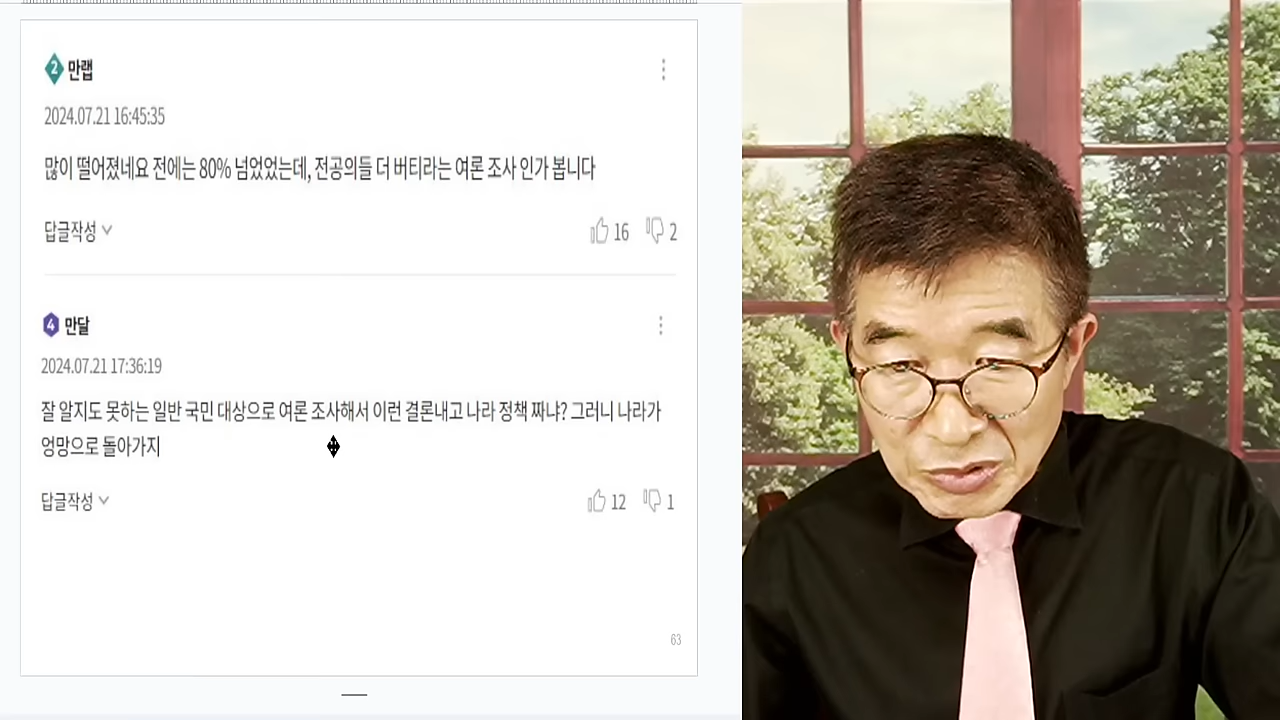 2 만랩
2024.07.21 16:45:35
많이 떨어졌네요 전에는 80% 넘었었는데, 전공의들 더 버티라는 여론 조사 인가 봅니다
답글작성 16 2
4 만달
2024.07.21 17:36:19
잘 알지도 못하는 일반 국민 대상으로 여론 조사해서 이런 결론내고 나라 정책 짜냐? 그러니 나라가
엉망으로 돌아가지
답글작성 12 1
63